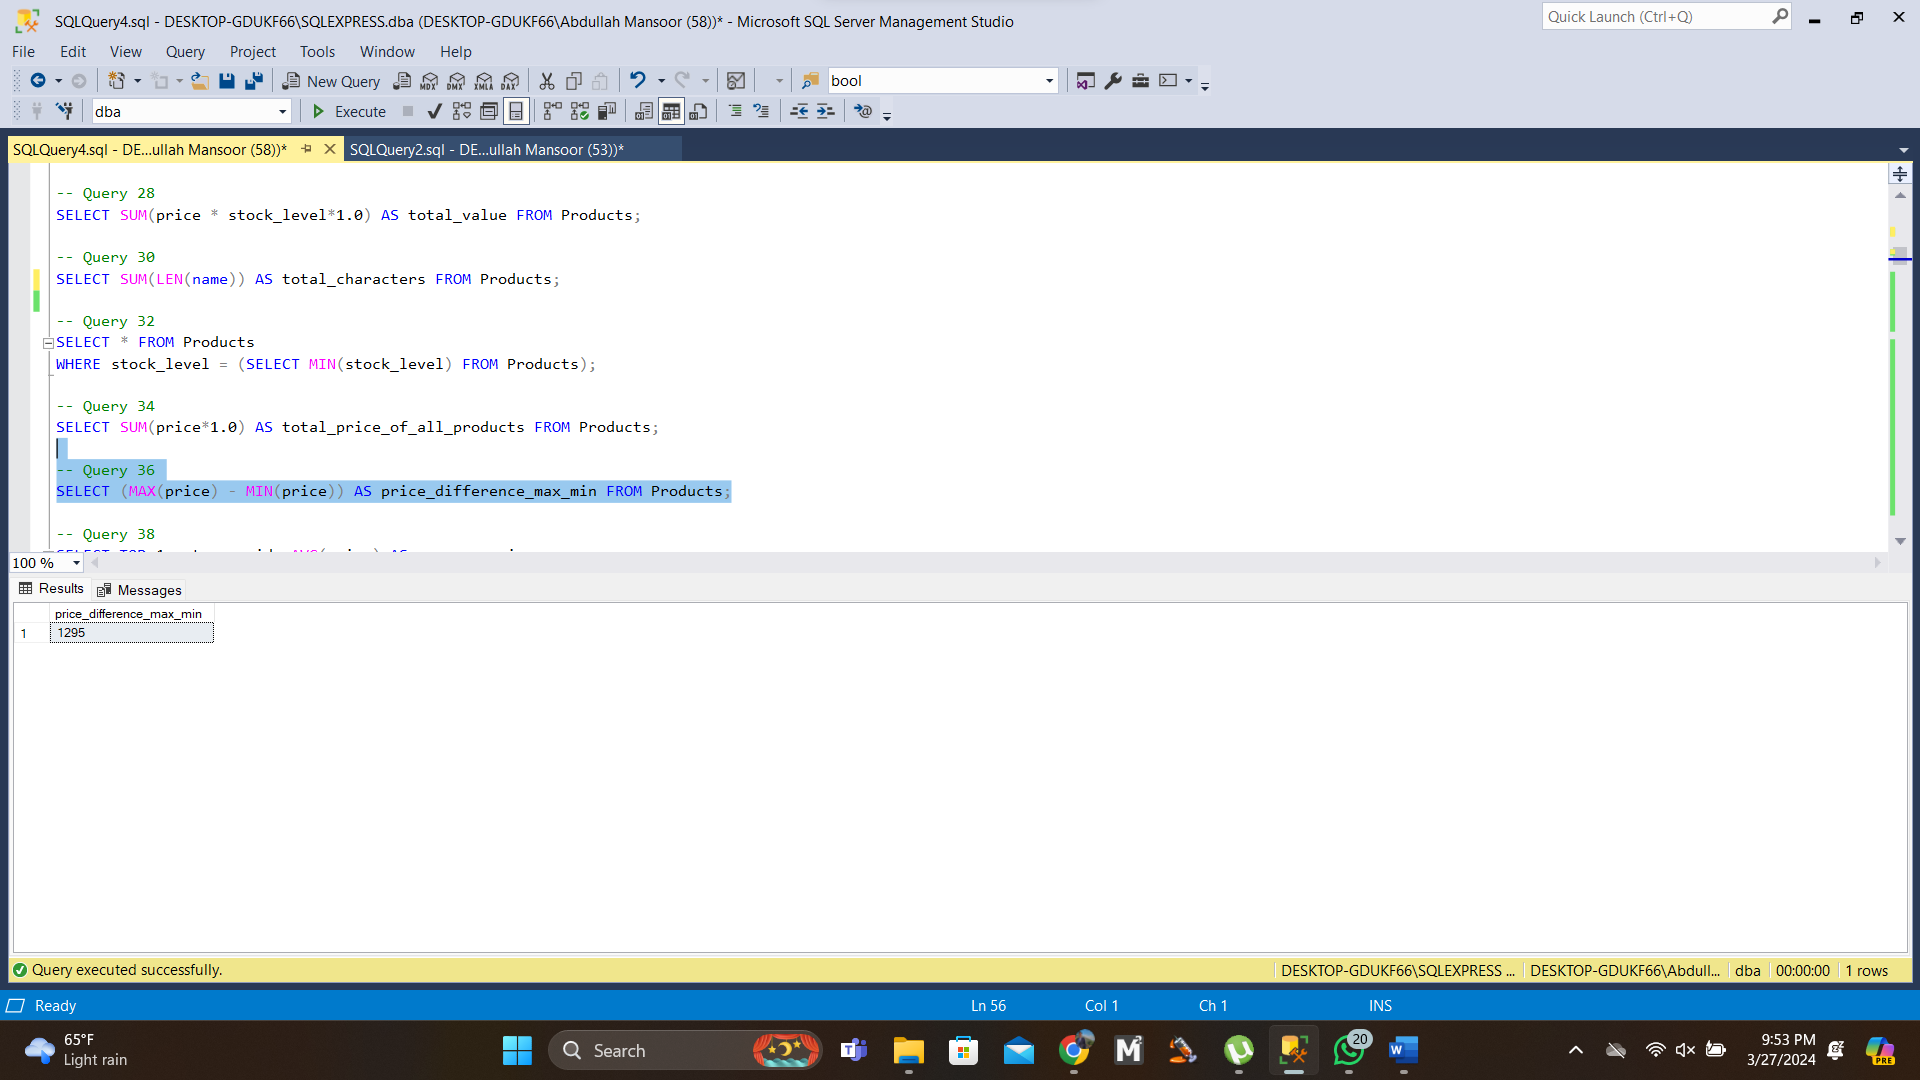 SQLQuery4.sql - DESKTOP-GDUKF66\SQLEXPRESS.dba (DESKTOP-GDUKF66\Abdullah Mansoor (58))* - Microsoft SQL Server Management Studio
Quick Launch (Ctrl+Q)
File Edit View Query Project Tools Window Help
New Query MDX DMX XMLA DAX bool
dba Execute
SQLQuery4.sql - DE...ullah Mansoor (58))* SQLQuery2.sql - DE...ullah Mansoor (53))*
-- Query 28
SELECT SUM(price * stock_level*1.0) AS total_value FROM Products;
-- Query 30
SELECT SUM(LEN(name)) AS total_characters FROM Products;
-- Query 32
SELECT * FROM Products
WHERE stock_level = (SELECT MIN(stock_level) FROM Products);
-- Query 34
SELECT SUM(price*1.0) AS total_price_of_all_products FROM Products;
-- Query 36
SELECT (MAX(price) - MIN(price)) AS price_difference_max_min FROM Products;
-- Query 38
100 %
Results Messages
price_difference_max_min
1 1295
Query executed successfully.
DESKTOP-GDUKF66\SQLEXPRESS ... DESKTOP-GDUKF66\Abdull... dba 00:00:00 1 rows
Ready Ln 56 Col 1 Ch 1 INS
65°F
Light rain
Search
20
9:53 PM
3/27/2024
PRE